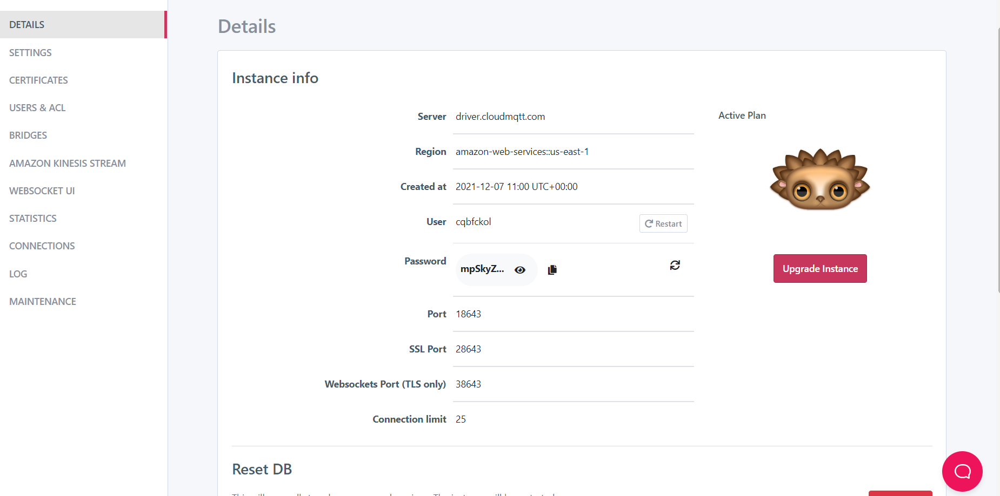 DETAILS
SETTINGS
CERTIFICATES
USERS & ACL
BRIDGES
AMAZON KINESIS STREAM
WEBSOCKET UI
STATISTICS
CONNECTIONS
LOG
MAINTENANCE
Details
Instance info
Server driver.cloudmqtt.com
Region amazon-web-services::us-east-1
Created at 2021-12-07 11:00 UTC+00:00
User cqbfckol Restart
Password mpSkyZ...
Port 18643
SSL Port 28643
Websockets Port (TLS only) 38643
Connection limit 25
Active Plan
Upgrade Instance
Reset DB